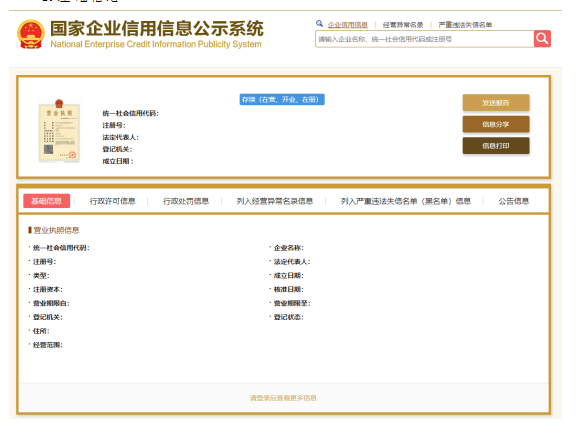 国家企业信用信息公示系统
National Enterprise Credit Information Publicity System
企业信用信息 | 经营异常名录 | 严重违法失信名单
请输入企业名称、统一社会信用代码或注册号
存续（在营、开业、在册）
营业执照
统一社会信用代码：
注册号：
法定代表人：
登记机关：
成立日期：
发送报告
信息分享
信息打印
基础信息 | 行政许可信息 | 行政处罚信息 | 列入经营异常名录信息 | 列入严重违法失信名单（黑名单）信息 | 公告信息
营业执照信息
· 统一社会信用代码： · 企业名称：
· 注册号： · 法定代表人：
· 类型： · 成立日期：
· 注册资本： · 核准日期：
· 营业期限自： · 营业期限至：
· 登记机关： · 登记状态：
· 住所：
· 经营范围：
请登录后查看更多信息